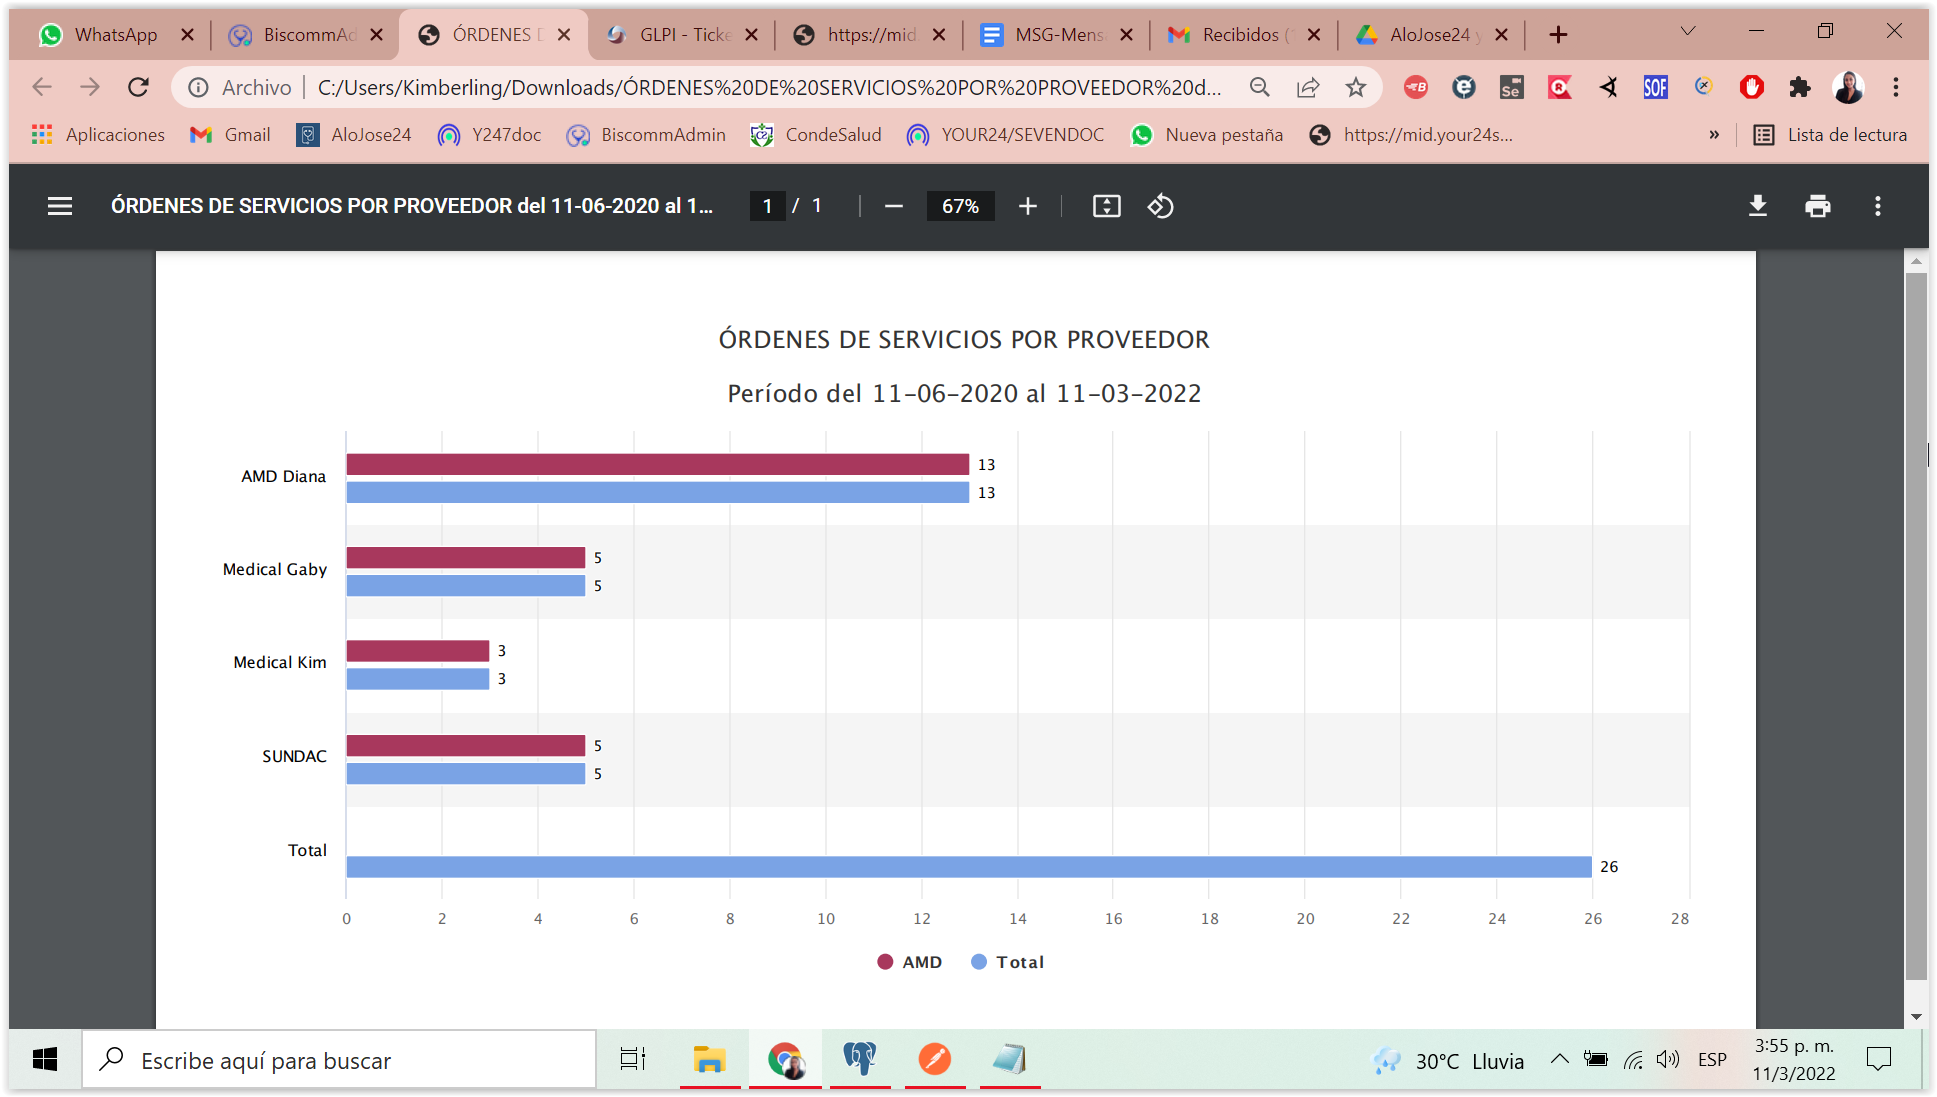 WhatsApp
BiscommAd
ÓRDENES D
GLPI - Ticke
https://mid
MSG-Mens
Recibidos (
AloJose24 y
Archivo
C:/Users/Kimberling/Downloads/ÓRDENES%20DE%20SERVICIOS%20POR%20PROVEEDOR%20d...
Se
SOF
Aplicaciones
Gmail
AloJose24
Y247doc
BiscommAdmin
CondeSalud
YOUR24/SEVENDOC
Nueva pestaña
https://mid.your24s...
»
Lista de lectura
ÓRDENES DE SERVICIOS POR PROVEEDOR del 11-06-2020 al 1...
1 / 1
67%
ÓRDENES DE SERVICIOS POR PROVEEDOR
Período del 11-06-2020 al 11-03-2022
AMD Diana
13
13
Medical Gaby
5
5
Medical Kim
3
3
SUNDAC
5
5
Total
26
0 2 4 6 8 10 12 14 16 18 20 22 24 26 28
AMD Total
Escribe aquí para buscar
30°C Lluvia
ESP
3:55 p. m.
11/3/2022